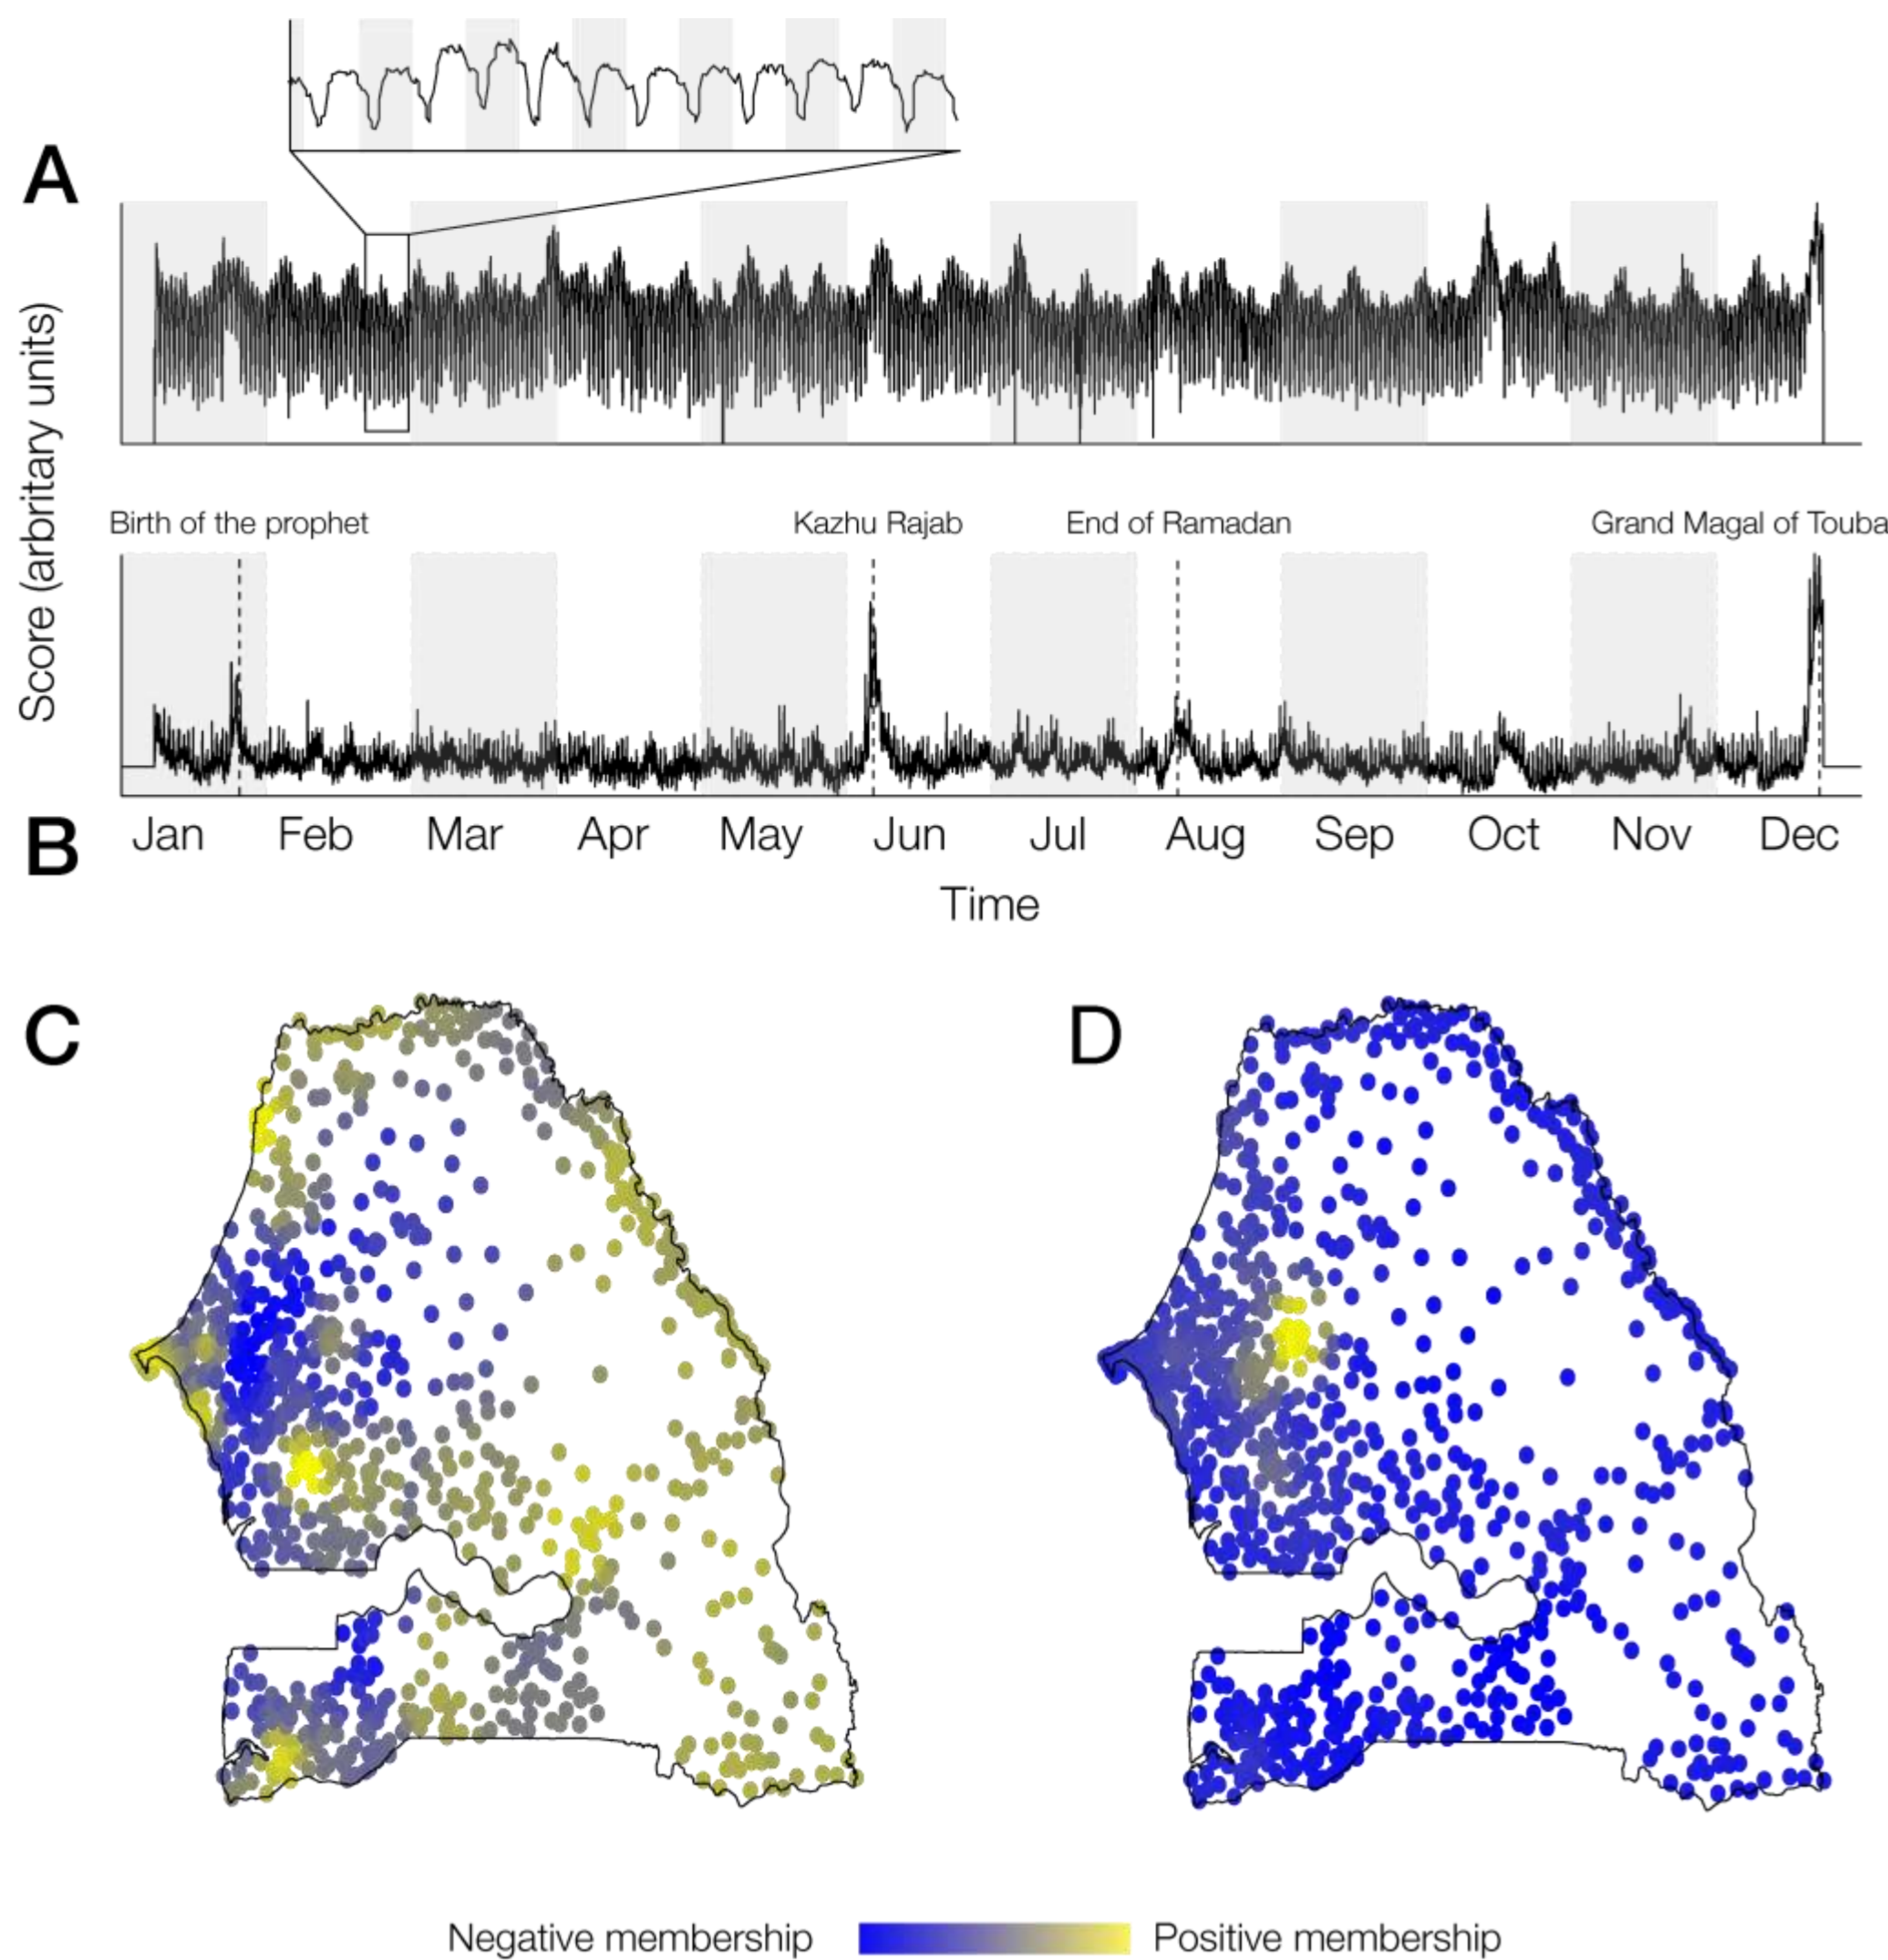 A
Score (arbritary units)
Birth of the prophet
Kazhu Rajab
End of Ramadan
Grand Magal of Touba
B
Jan Feb Mar Apr May Jun Jul Aug Sep Oct Nov Dec
Time
C
D
Negative membership
Positive membership